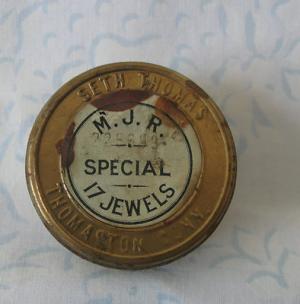 SETH THOMAS
M. J. R.
SPECIAL
17 JEWELS
THOMASTON